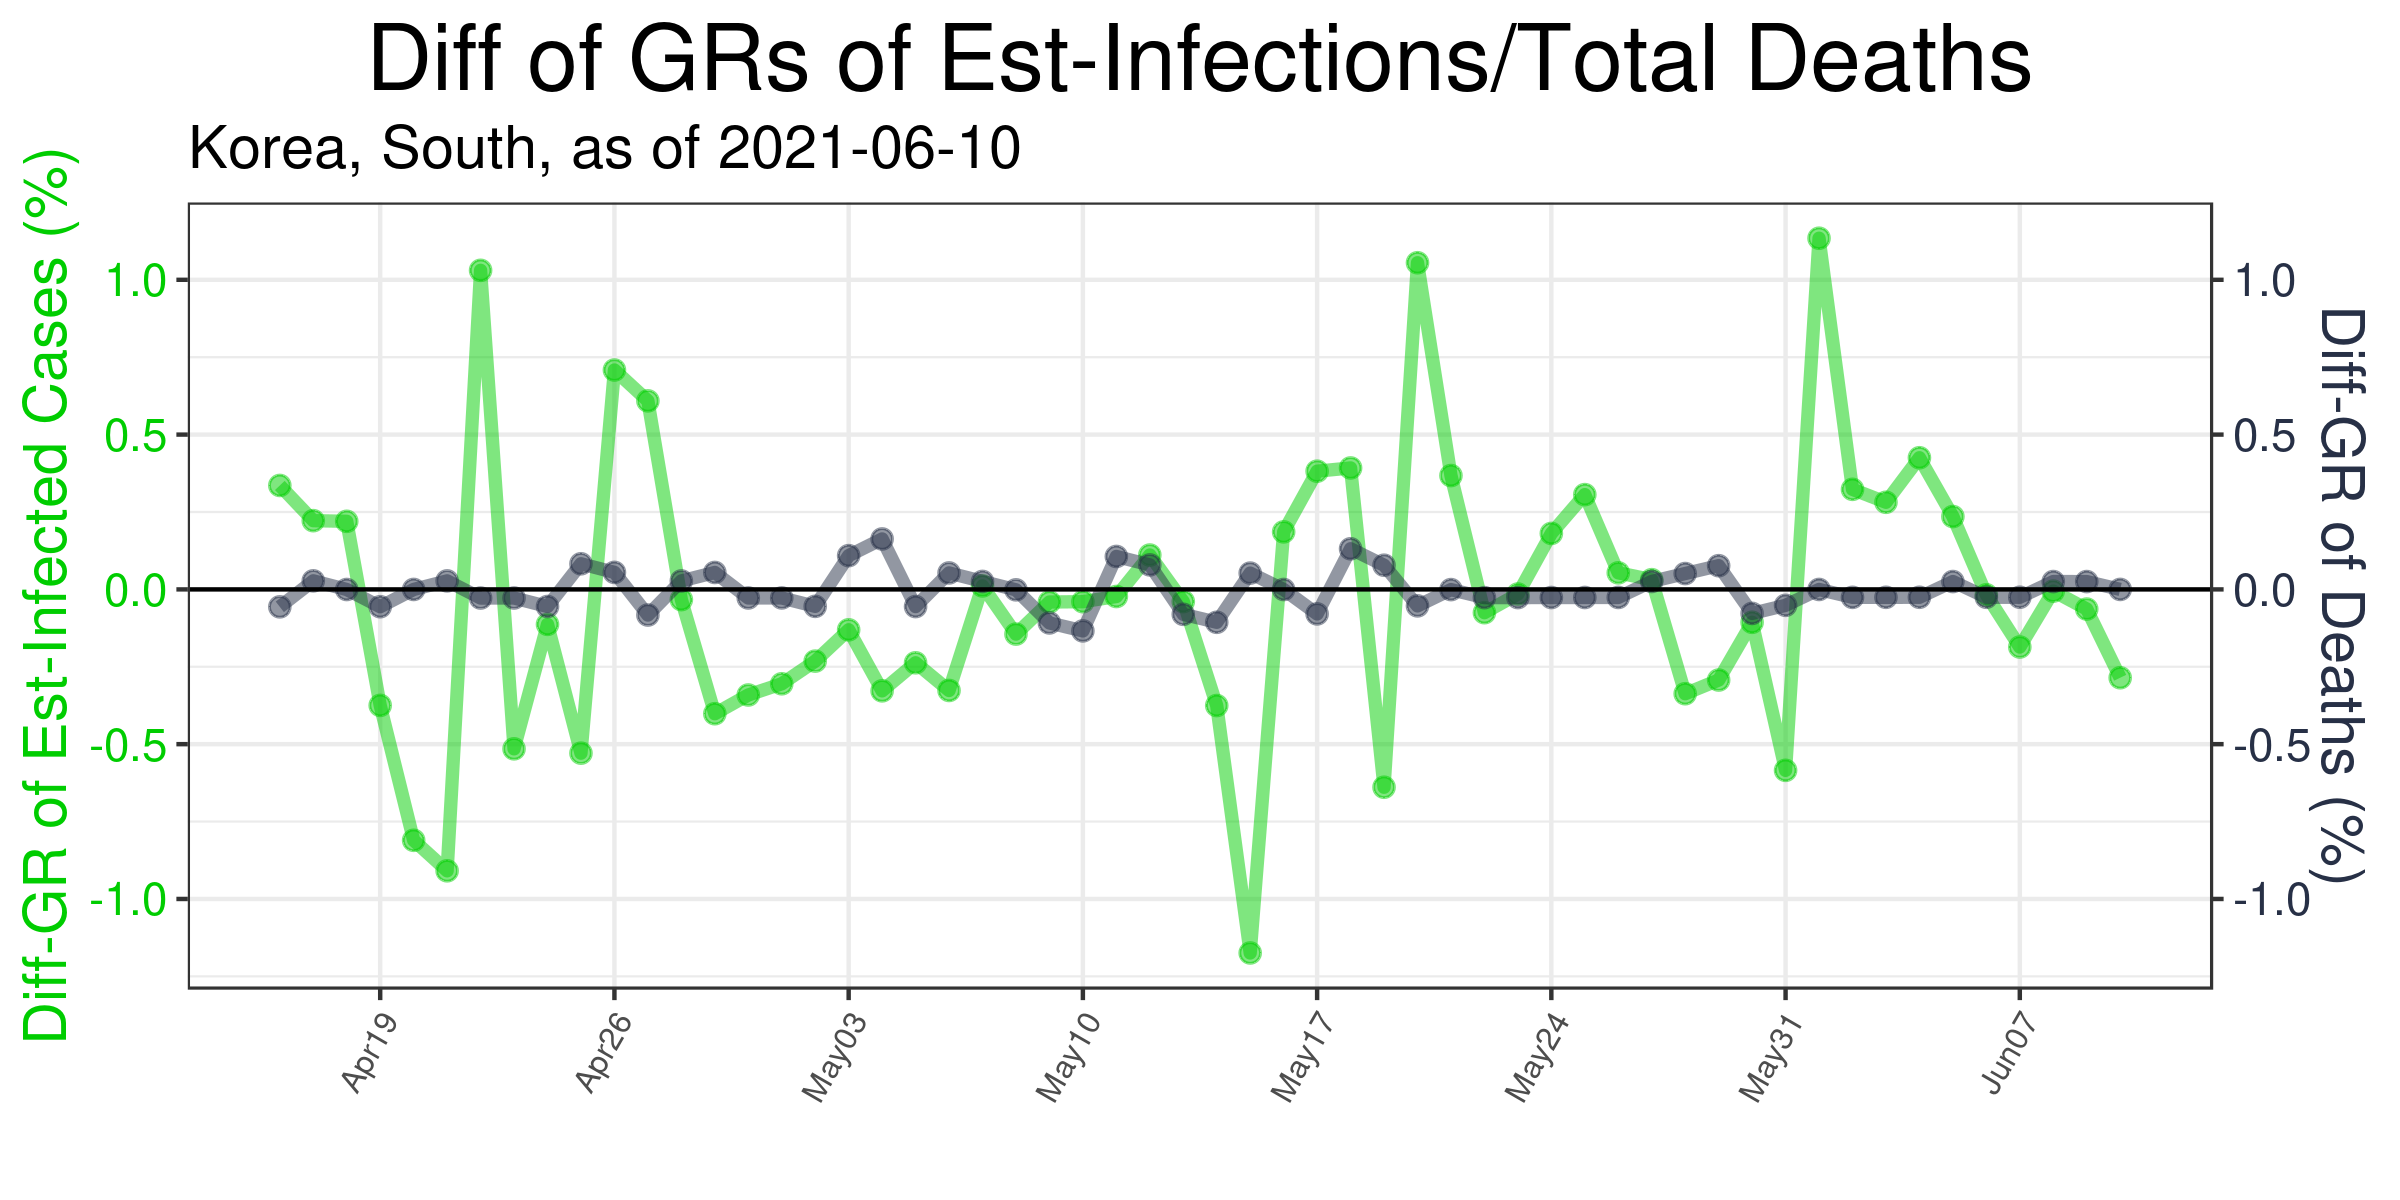 Diff of GRs of Est-Infections/Total Deaths
Korea, South, as of 2021-06-10
Diff-GR of Est-Infected Cases (%)
1.0
0.5
0.0
-0.5
-1.0
1.0
0.5
0.0
-0.5
-1.0
Diff-GR of Deaths (%)
Apr19
Apr26
May03
May10
May17
May24
May31
Jun07